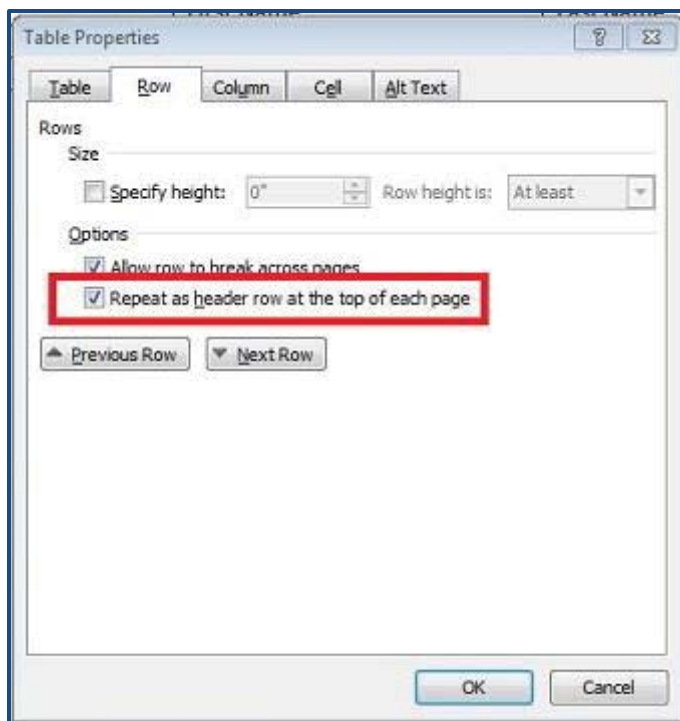 Table Properties
Table Row Column Cell Alt Text
Rows
Size
Specify height: 0" Row height is: At least
Options
Allow row to break across pages
Repeat as header row at the top of each page
Previous Row Next Row
OK Cancel